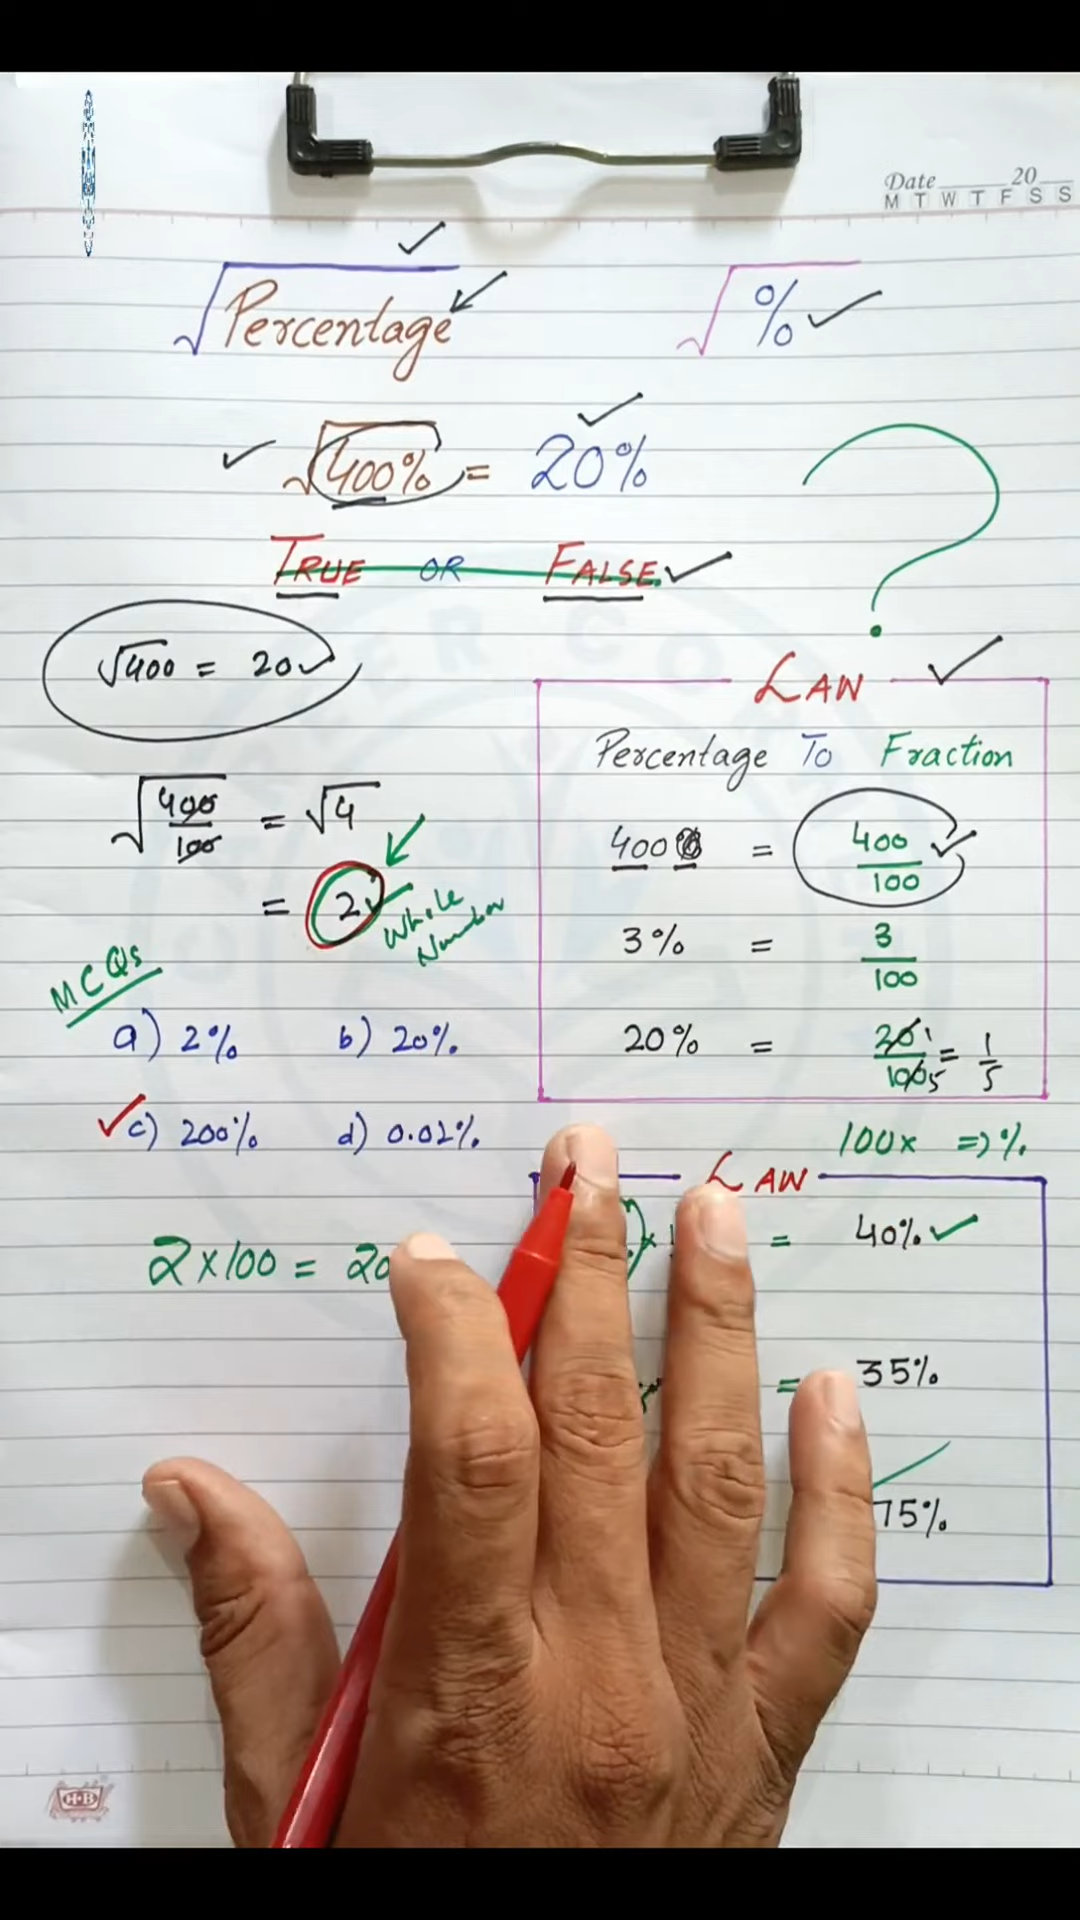 Date 20
M T W T F S S
√Percentage √%
√400% = 20%
TRUE OR FALSE.
√400 = 20
LAW
Percentage To Fraction
√400/100 = √4
400% = 400/100
= 2
Whole Number
3% = 3/100
MCQs
a) 2% b) 20%.
20% = 20/100 = 1/5
c) 200% d) 0.02%.
100x => %.
LAW
2 x 100 =
= 40%
= 35%
75%
H·B